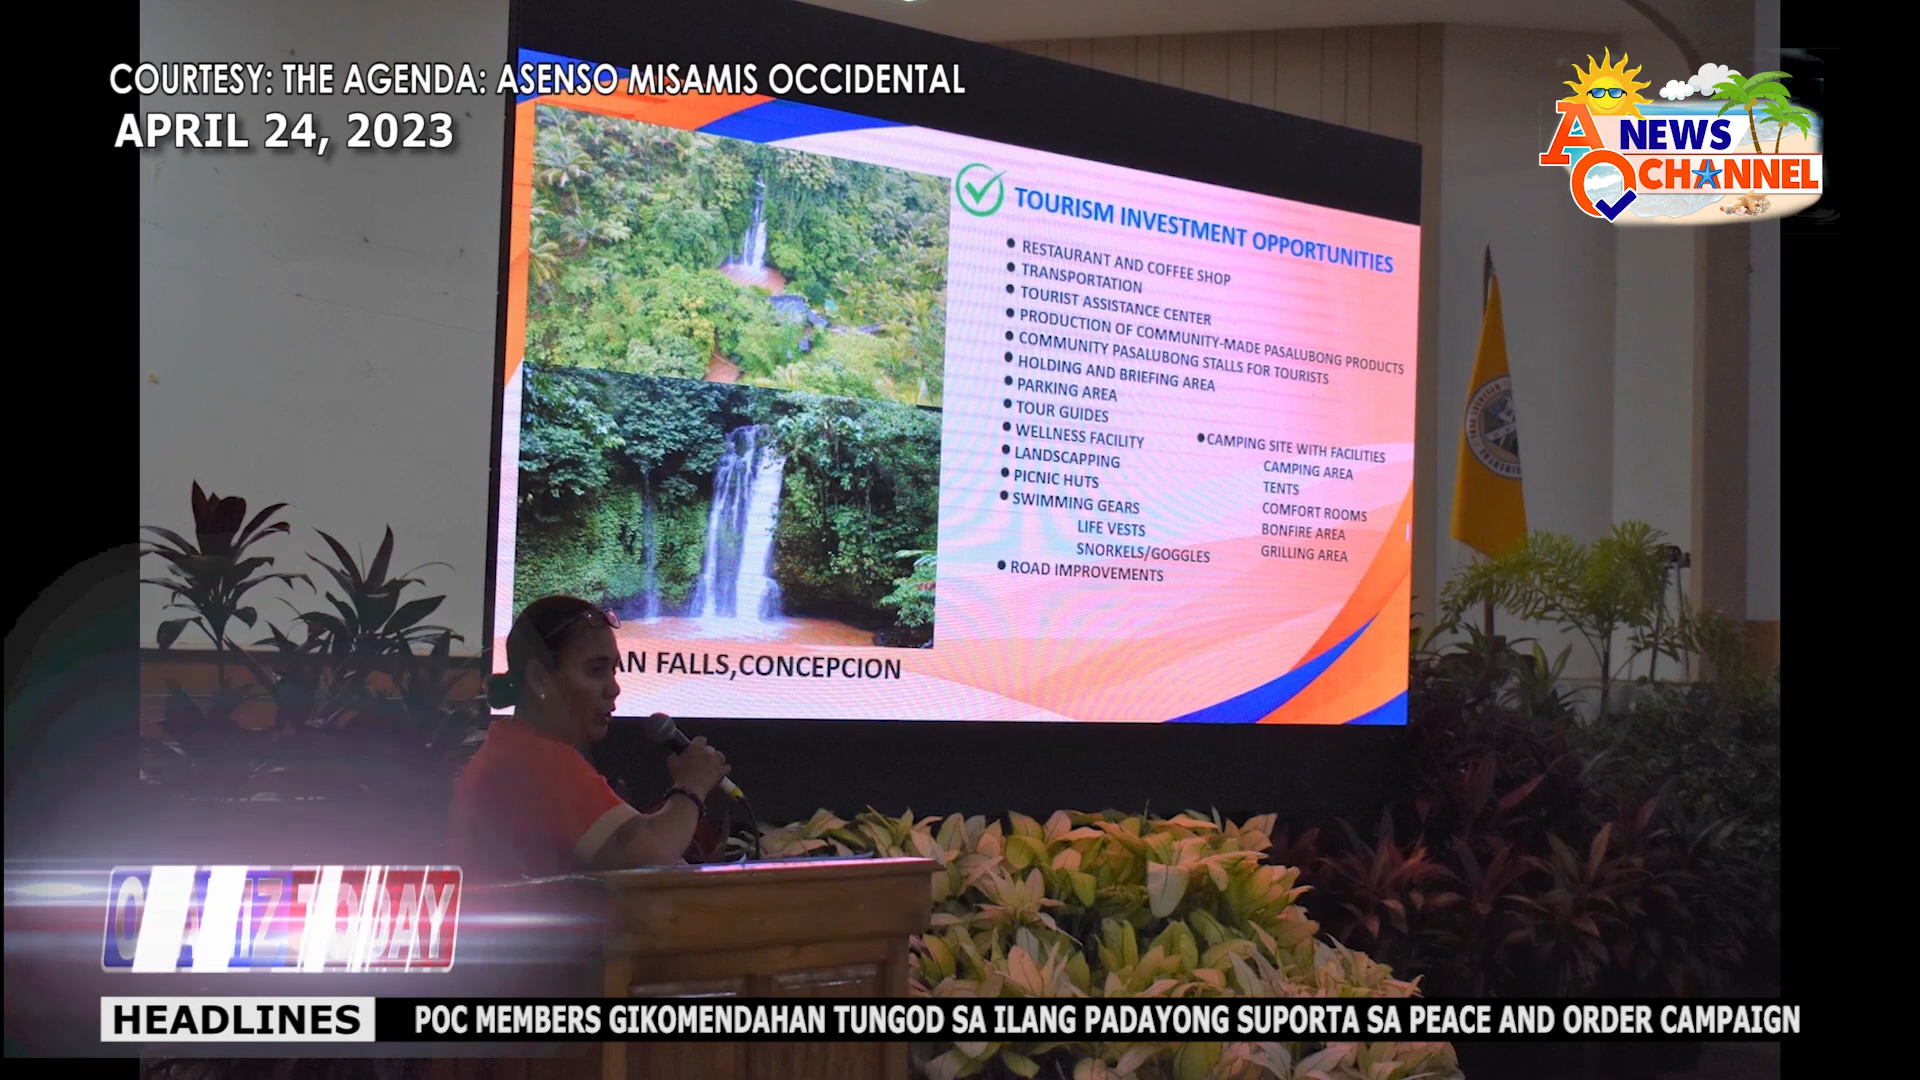 COURTESY: THE AGENDA: ASENSO MISAMIS OCCIDENTAL
APRIL 24, 2023
A
NEWS
CHANNEL
TOURISM INVESTMENT OPPORTUNITIES
• RESTAURANT AND COFFEE SHOP
• TRANSPORTATION
• TOURIST ASSISTANCE CENTER
• PRODUCTION OF COMMUNITY-MADE PASALUBONG PRODUCTS
• COMMUNITY PASALUBONG STALLS FOR TOURISTS
• HOLDING AND BRIEFING AREA
• PARKING AREA
• TOUR GUIDES
• WELLNESS FACILITY
• LANDSCAPPING
• PICNIC HUTS
• SWIMMING GEARS
LIFE VESTS
SNORKELS/GOGGLES
• ROAD IMPROVEMENTS
• CAMPING SITE WITH FACILITIES
CAMPING AREA
TENTS
COMFORT ROOMS
BONFIRE AREA
GRILLING AREA
FALLS,CONCEPCION
TODAY
HEADLINES
POC MEMBERS GIKOMENDAHAN TUNGOD SA ILANG PADAYONG SUPORTA SA PEACE AND ORDER CAMPAIGN